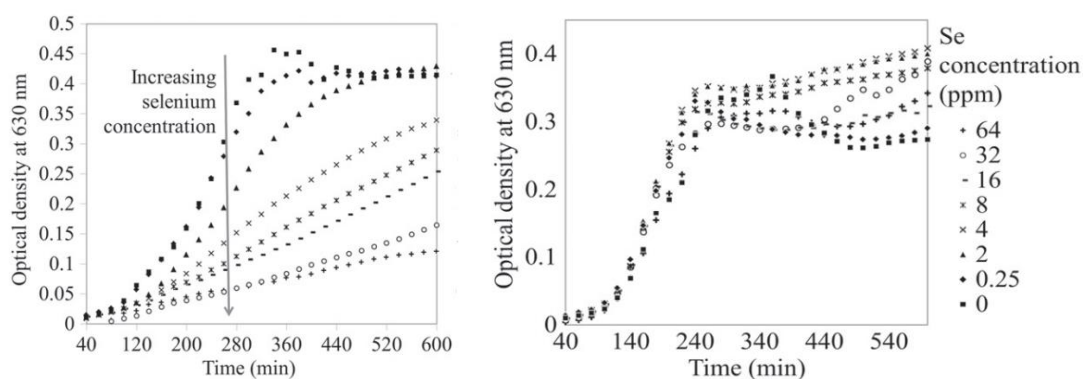 0.5
0.45
0.4
0.35
0.3
0.25
0.2
0.15
0.1
0.05
0
Optical density at 630 nm
Increasing
selenium
concentration
40 120 200 280 360 440 520 600
Time (min)
0.4
0.3
0.2
0.1
0
Optical density at 630 nm
40 140 240 340 440 540
Time (min)
Se
concentration
(ppm)
64
32
16
8
4
2
0.25
0